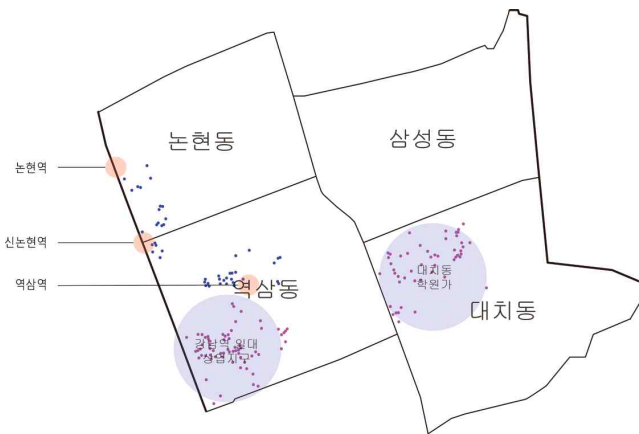 논현동
삼성동
논현역
신논현역
역삼역
역삼동
대치동
학원가
대치동
강남역 일대
상업지구